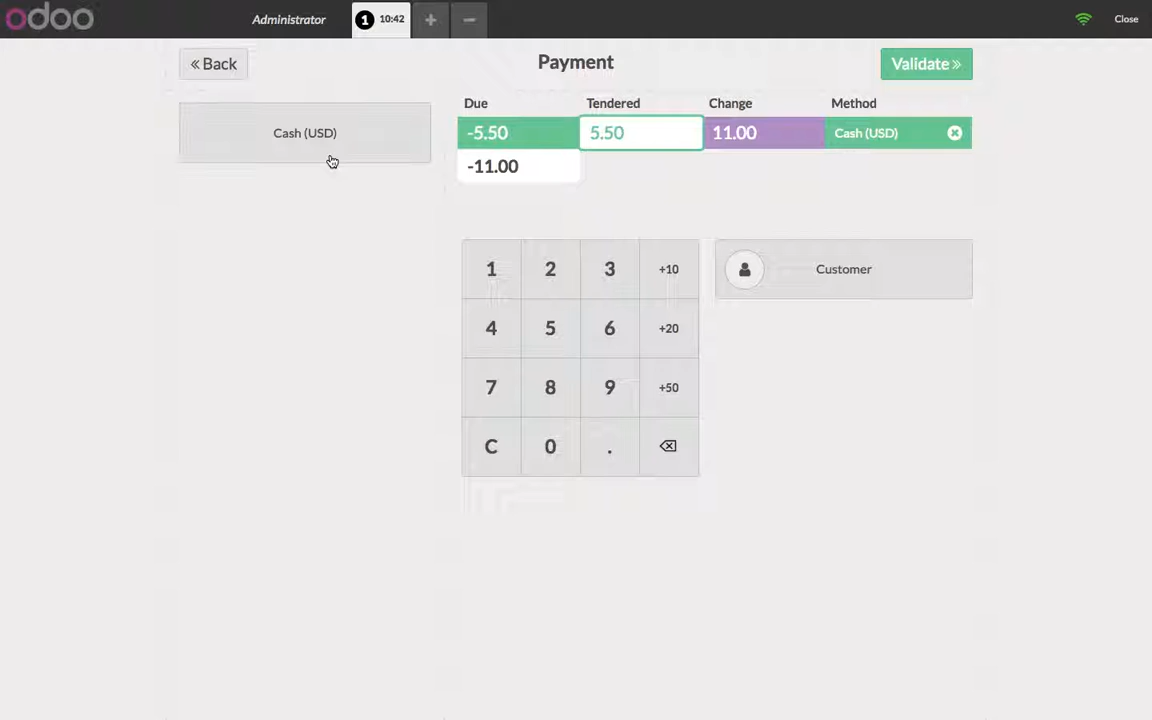 odoo
Administrator
1 10:42
+
−
Close
Back
Payment
Validate
Cash (USD)
Due Tendered Change Method
-5.50 5.50 11.00 Cash (USD)
-11.00
1 2 3 +10
4 5 6 +20
7 8 9 +50
C 0 .
Customer